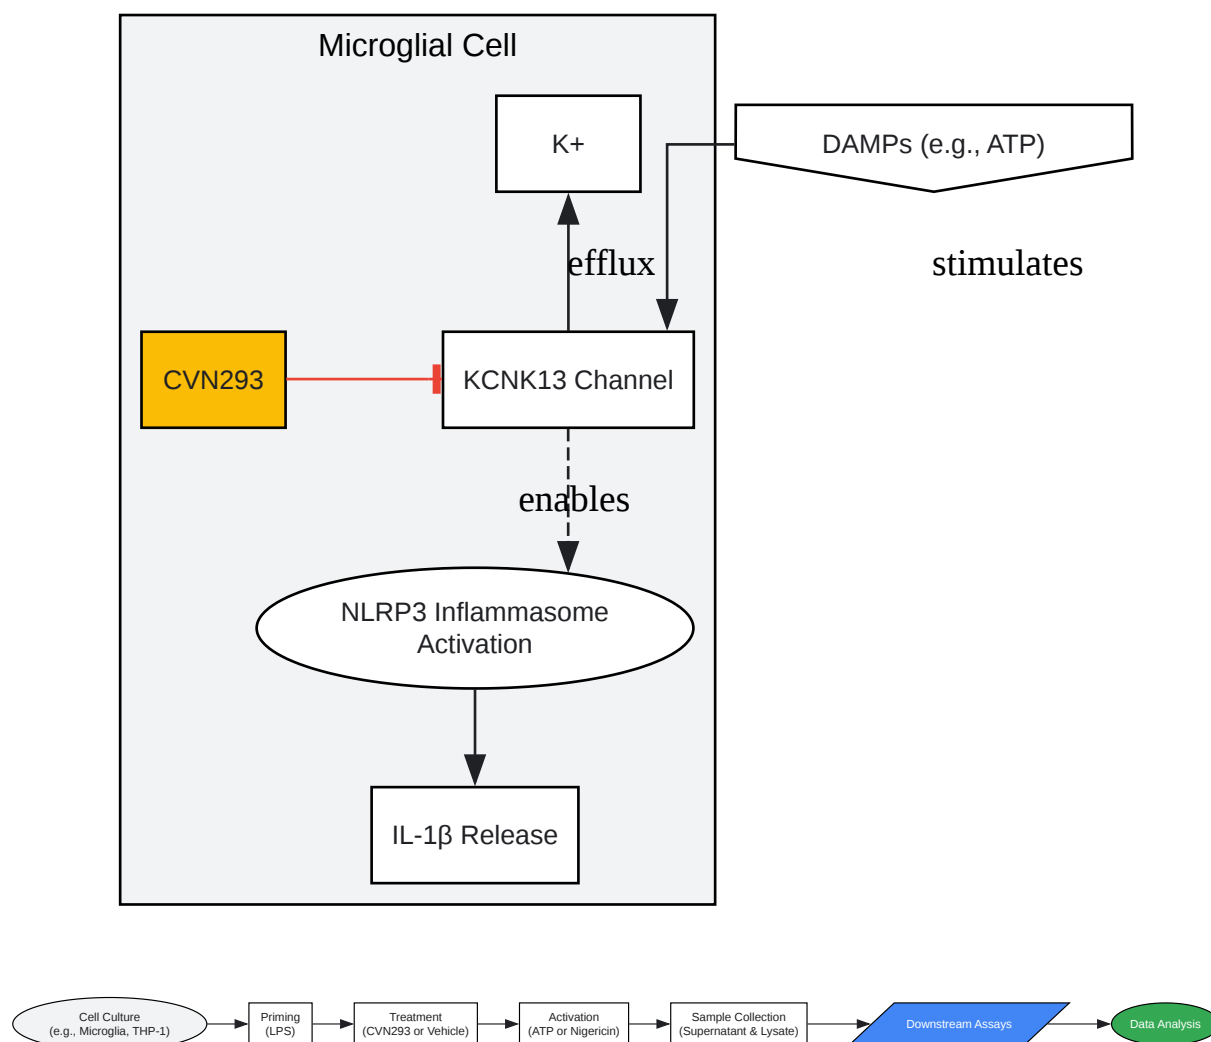 Microglial Cell
K+
DAMPs (e.g., ATP)
efflux
stimulates
CVN293
KCNK13 Channel
enables
NLRP3 Inflammasome
Activation
IL-1β Release
Cell Culture
(e.g., Microglia, THP-1)
Priming
(LPS)
Treatment
(CVN293 or Vehicle)
Activation
(ATP or Nigericin)
Sample Collection
(Supernatant & Lysate)
Downstream Assays
Data Analysis